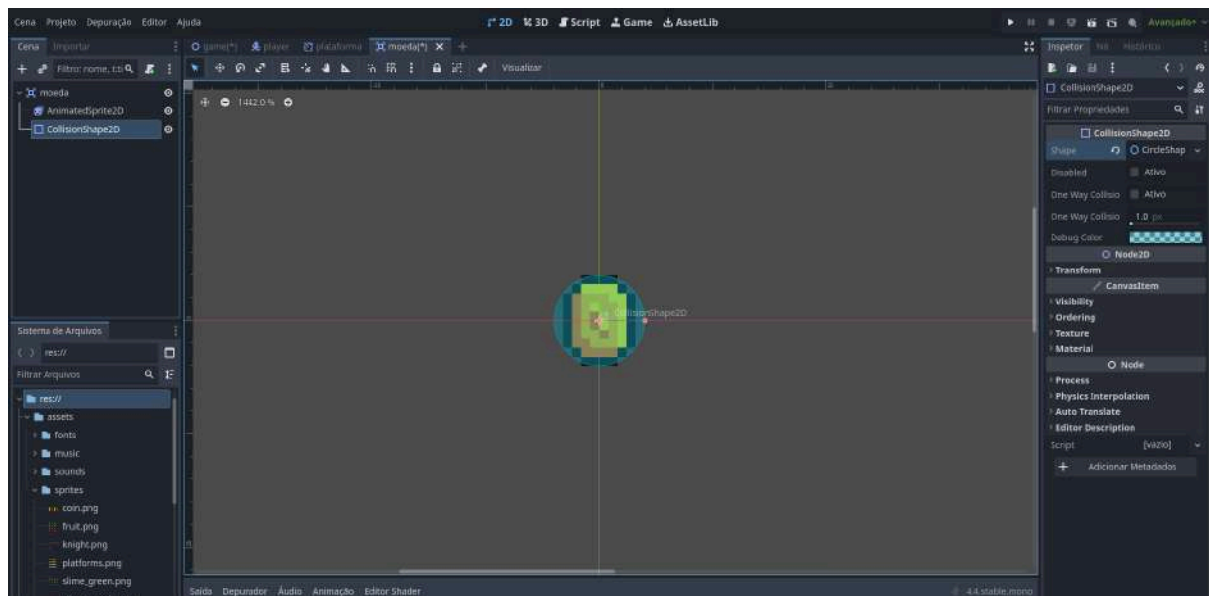 Cena Projeto Depuração Editor Ajuda
2D 3D Script Game AssetLib
Avançado+
Cena Importar
game(*) player plataforma moeda(*)
Inspetor Nó Histórico
Filtro: nome, t:ti
Visualizar
moeda
AnimatedSprite2D
CollisionShape2D
1442.0 %
CollisionShape2D
CollisionShape2D
Filtrar Propriedades
CollisionShape2D
Shape CircleShap
Disabled Ativo
One Way Collisio Ativo
One Way Collisio 1.0 px
Debug Color
Node2D
Transform
CanvasItem
Visibility
Ordering
Texture
Material
Node
Process
Physics Interpolation
Auto Translate
Editor Description
Script [vazio]
Adicionar Metadados
Sistema de Arquivos
res://
Filtrar Arquivos
res://
assets
fonts
music
sounds
sprites
coin.png
fruit.png
knight.png
platforms.png
slime_green.png
Saída Depurador Áudio Animação Editor Shader
4.4.stable.mono